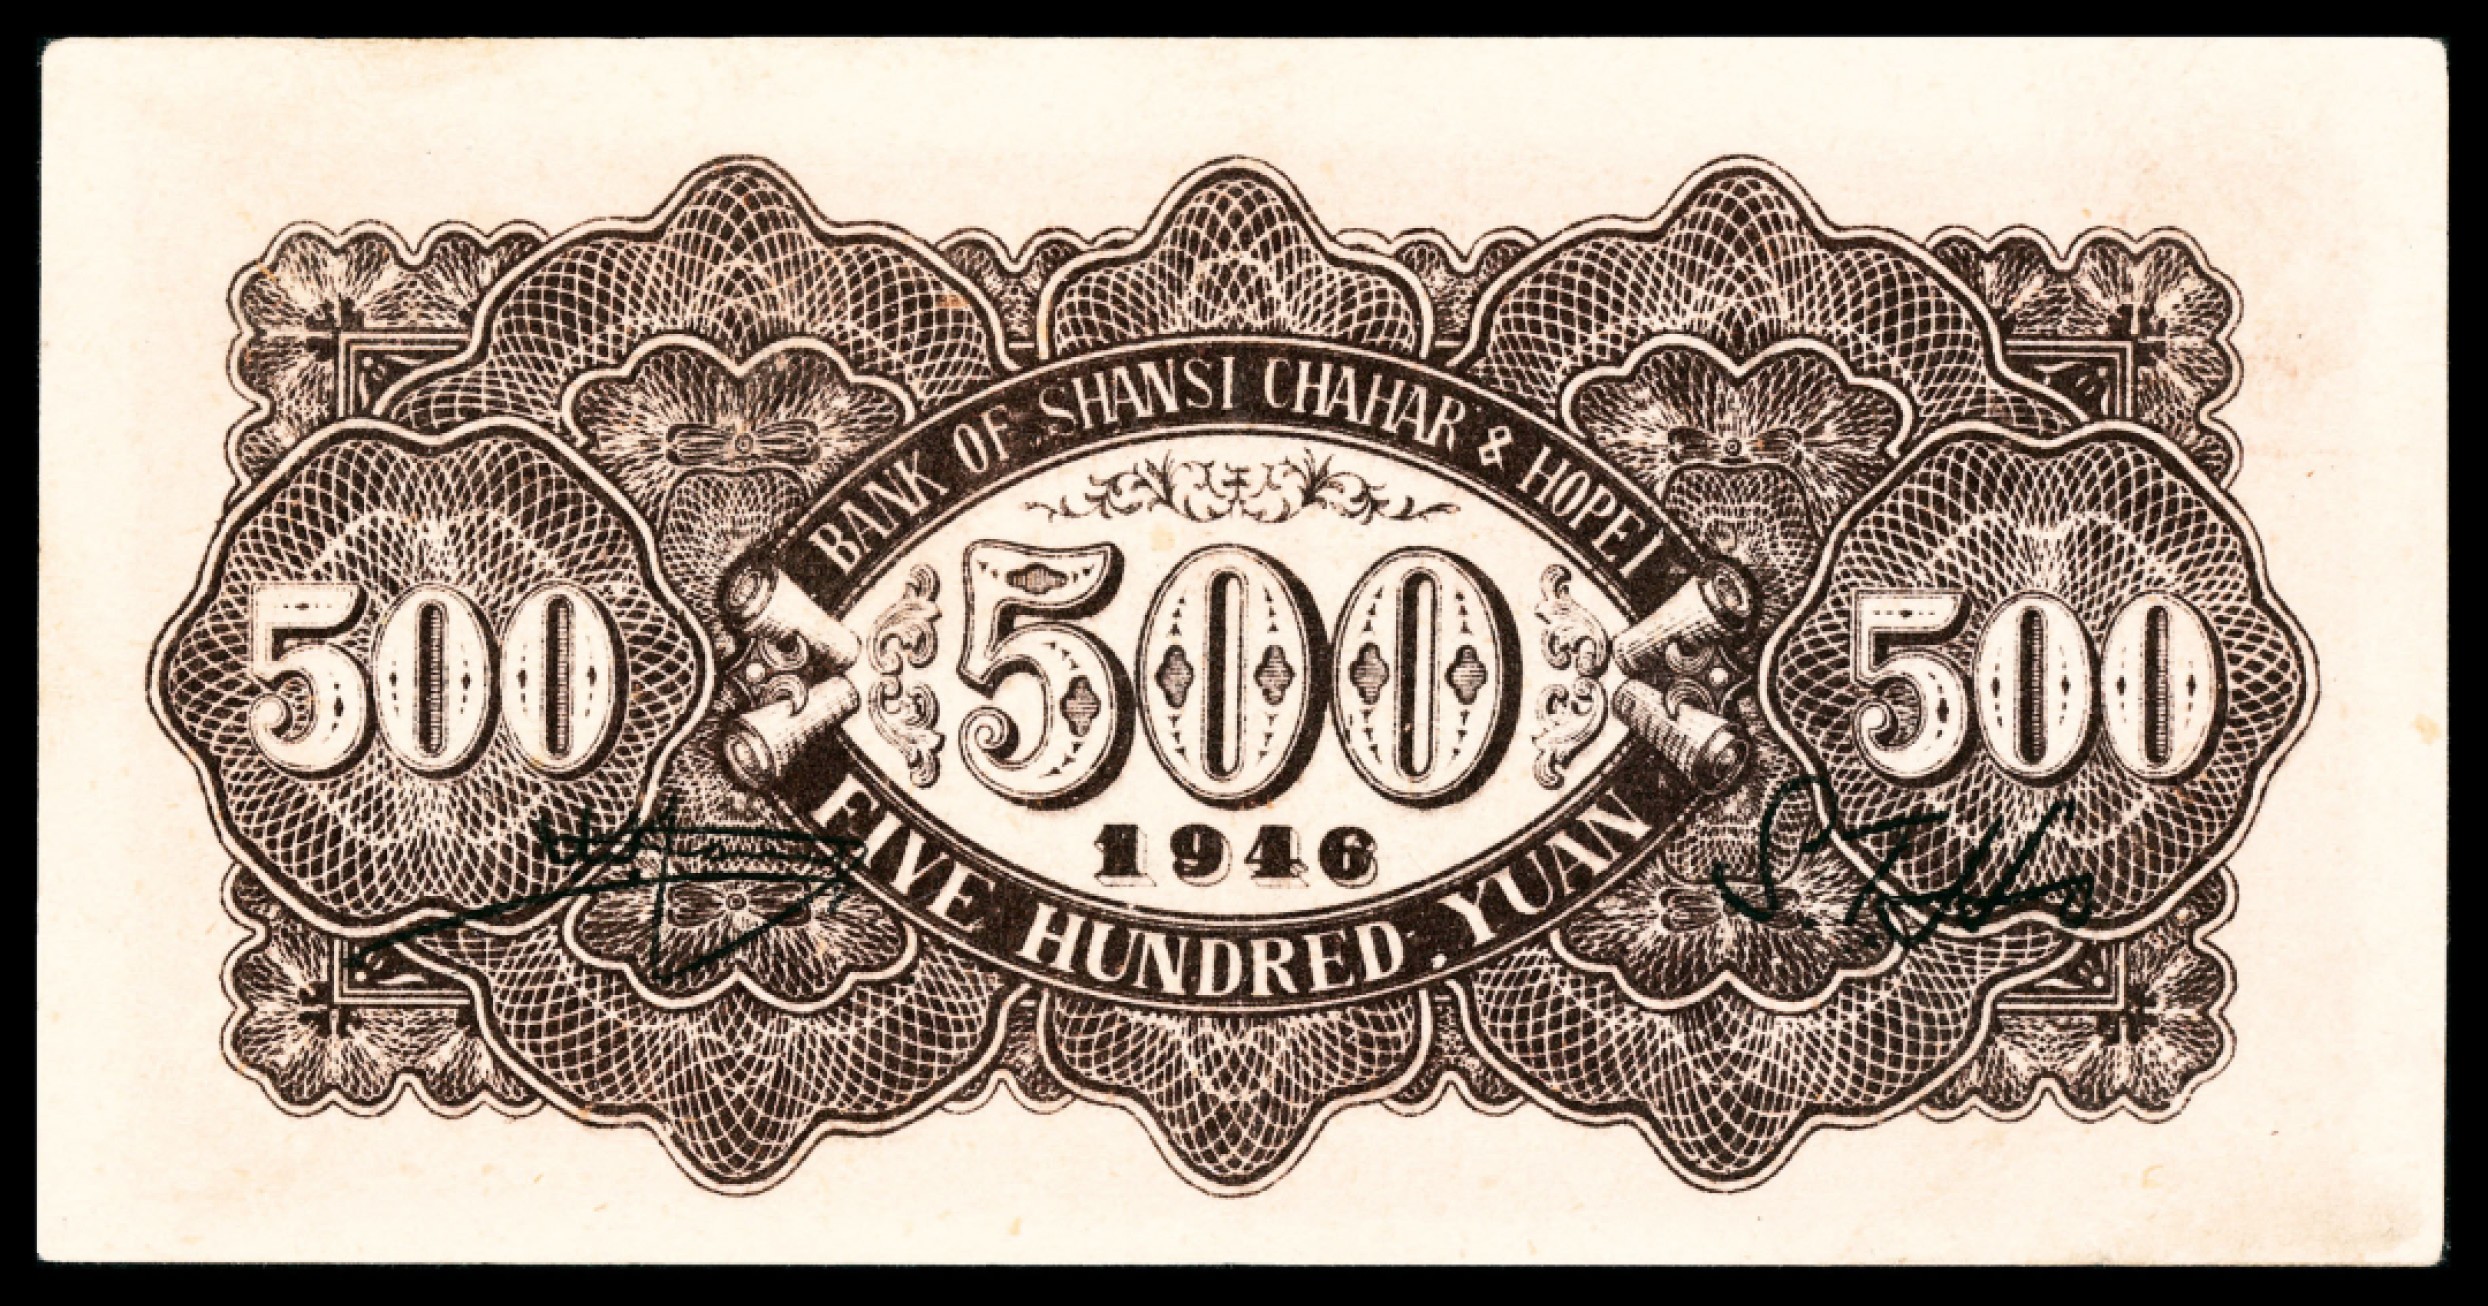 BANK OF SHANSI CHAHAR & HOPEI
500
500
500
1946
FIVE HUNDRED YUAN